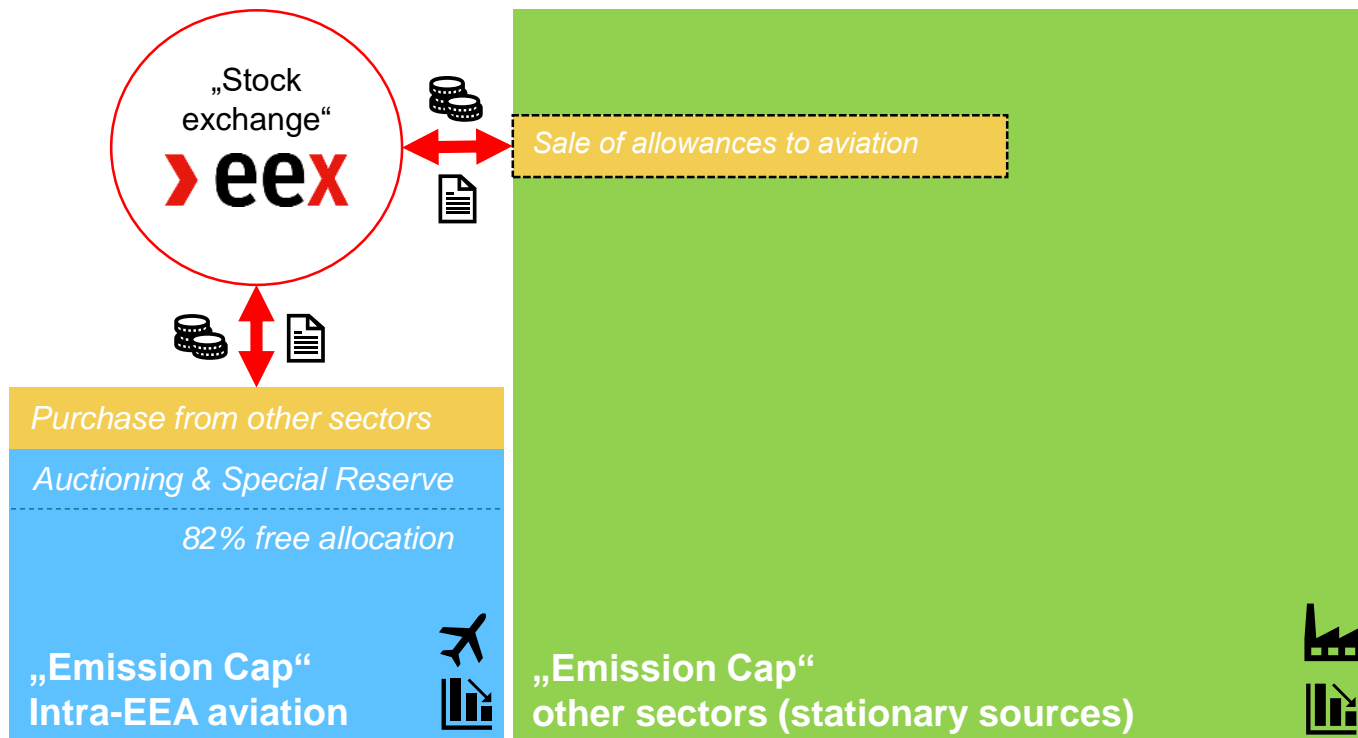 „Stock
exchange“
eex
Sale of allowances to aviation
Purchase from other sectors
Auctioning & Special Reserve
82% free allocation
„Emission Cap“
Intra-EEA aviation
„Emission Cap“
other sectors (stationary sources)